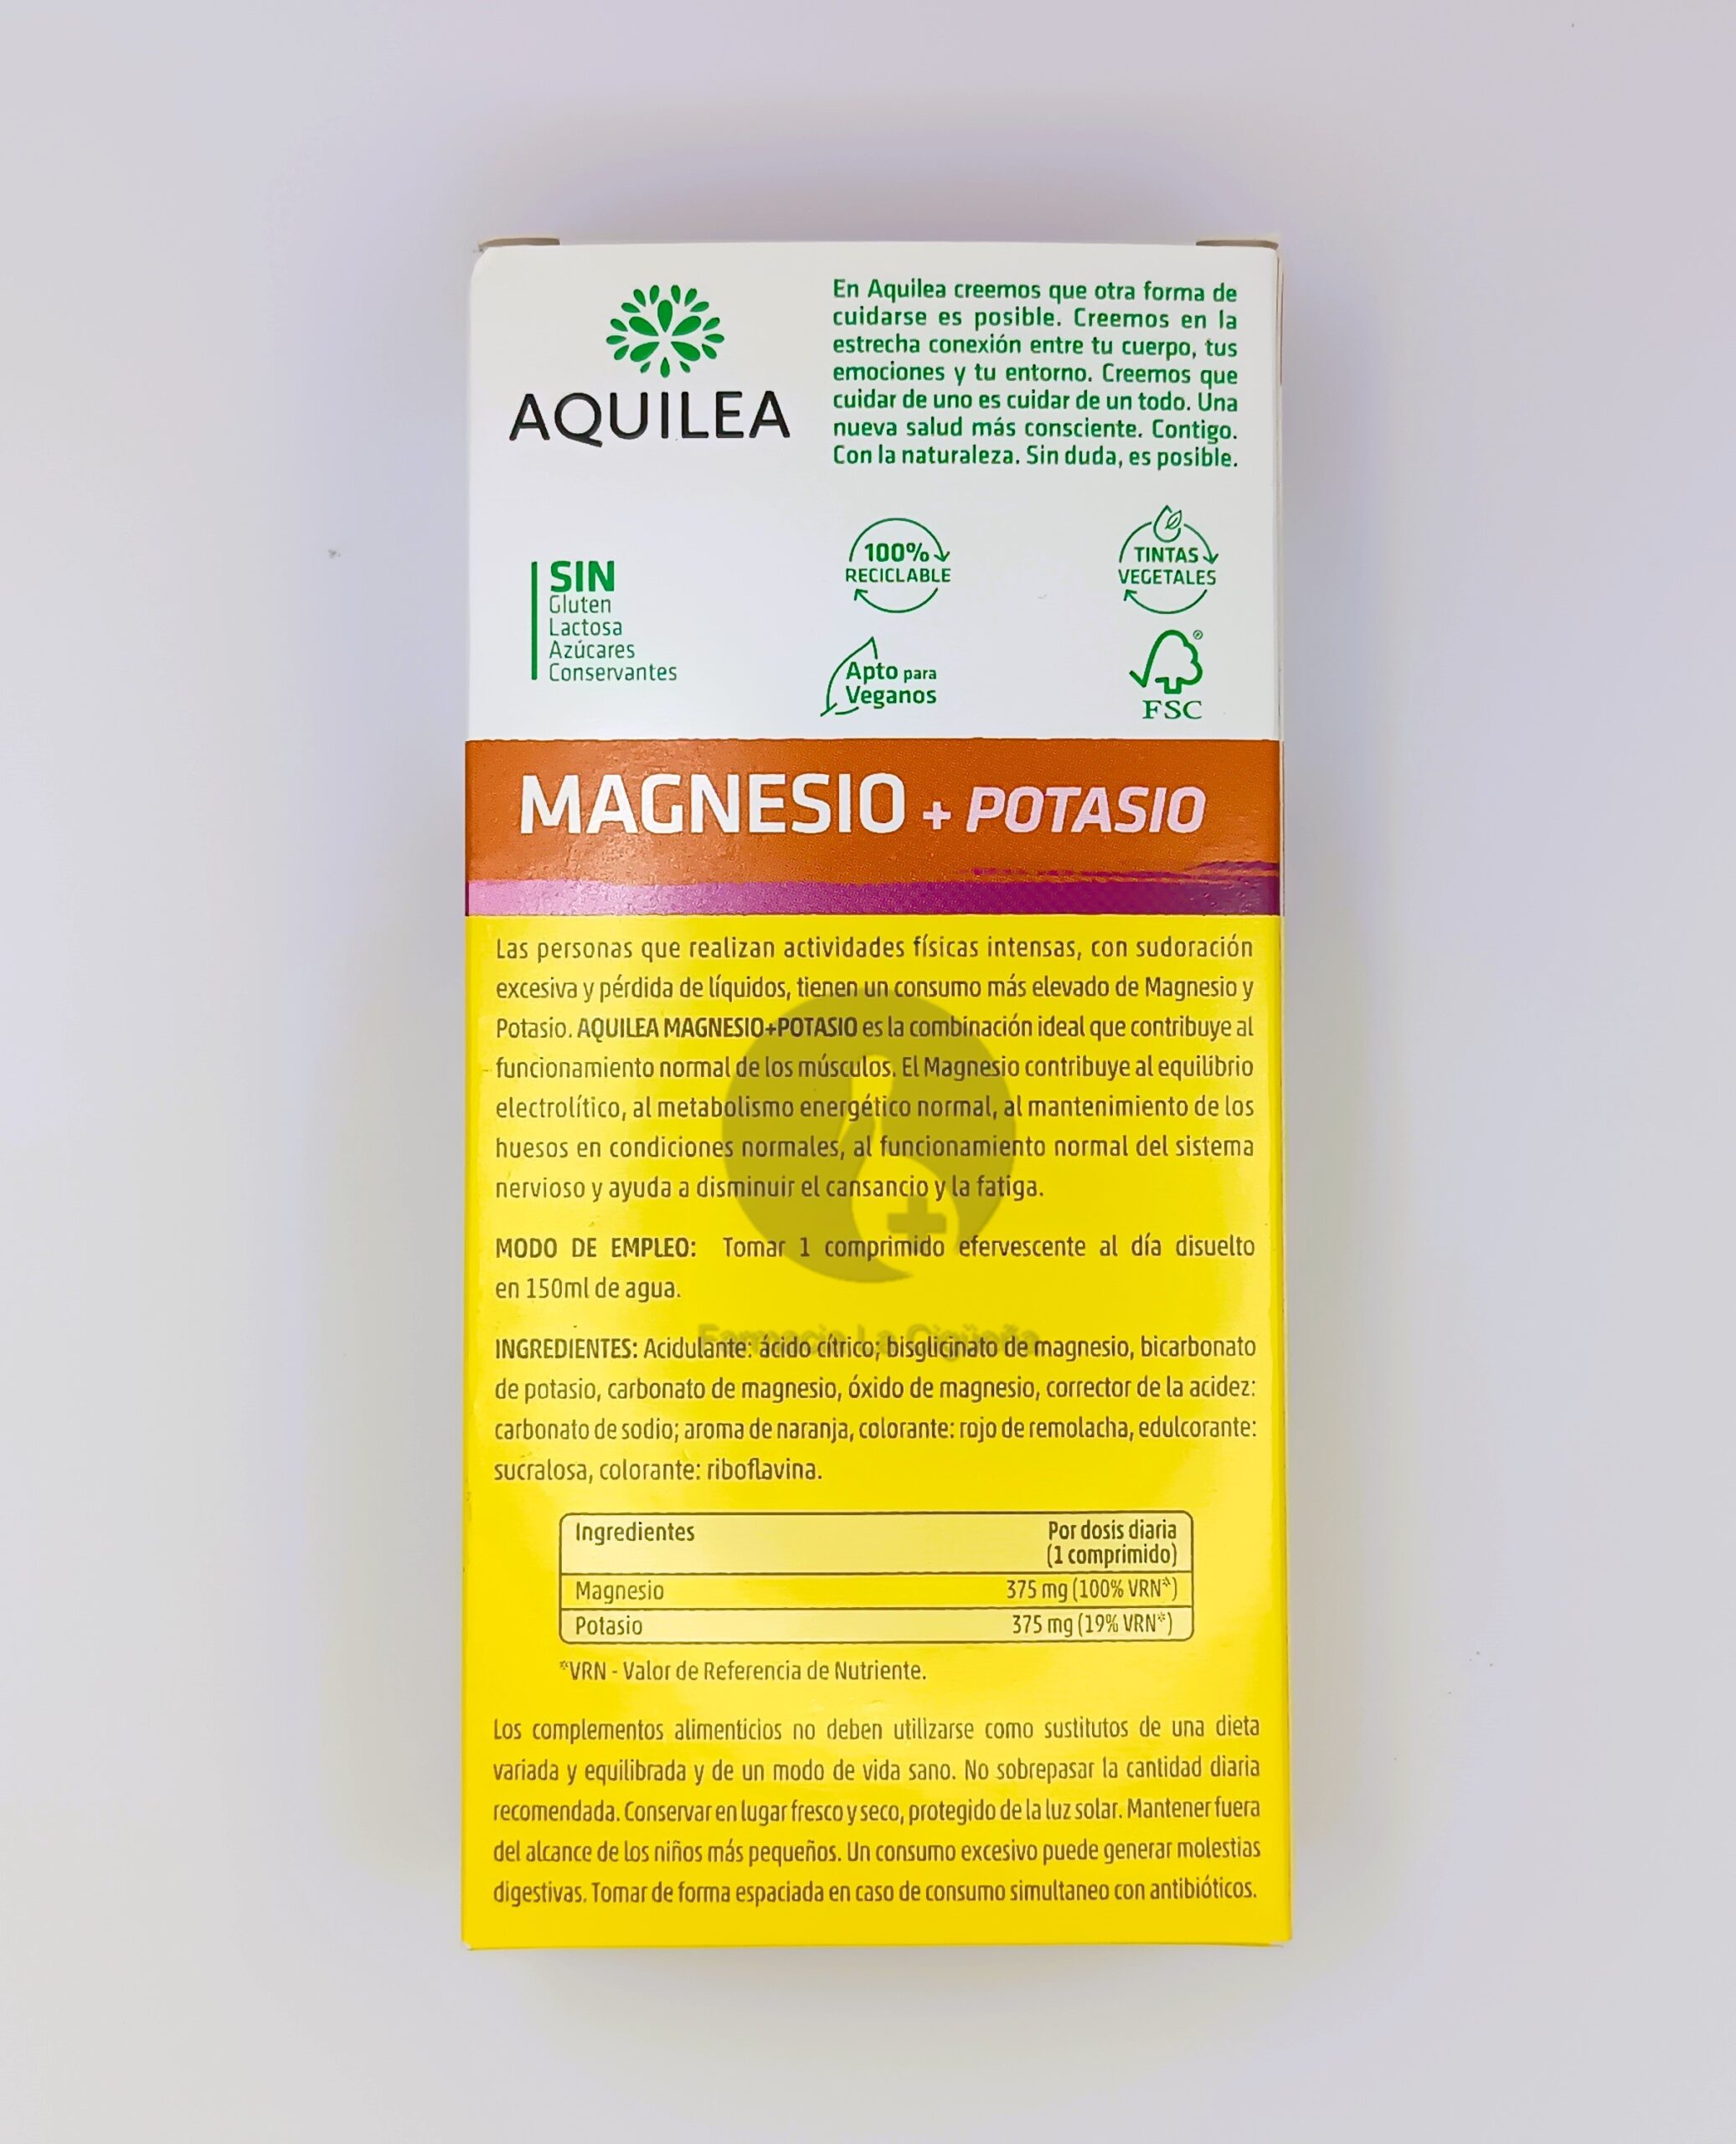 AQUILEA
En Aquilea creemos que otra forma de
cuidarse es posible. Creemos en la
estrecha conexión entre tu cuerpo, tus
emociones y tu entorno. Creemos que
cuidar de uno es cuidar de un todo. Una
nueva salud más consciente. Contigo.
Con la naturaleza. Sin duda, es posible.
SIN
Gluten
Lactosa
Azúcares
Conservantes
100%
RECICLABLE
TINTAS
VEGETALES
Apto para
Veganos
®
FSC
MAGNESIO + POTASIO
Las personas que realizan actividades físicas intensas, con sudoración
excesiva y pérdida de líquidos, tienen un consumo más elevado de Magnesio y
Potasio. AQUILEA MAGNESIO+POTASIO es la combinación ideal que contribuye al
funcionamiento normal de los músculos. El Magnesio contribuye al equilibrio
electrolítico, al metabolismo energético normal, al mantenimiento de los
huesos en condiciones normales, al funcionamiento normal del sistema
nervioso y ayuda a disminuir el cansancio y la fatiga.
MODO DE EMPLEO: Tomar 1 comprimido efervescente al día disuelto
en 150ml de agua.
Farmacia La Cigüeña
INGREDIENTES: Acidulante: ácido cítrico; bisglicinato de magnesio, bicarbonato
de potasio, carbonato de magnesio, óxido de magnesio, corrector de la acidez:
carbonato de sodio; aroma de naranja, colorante: rojo de remolacha, edulcorante:
sucralosa, colorante: riboflavina.
Ingredientes Por dosis diaria
(1 comprimido)
Magnesio 375 mg (100% VRN*)
Potasio 375 mg (19% VRN*)
*VRN - Valor de Referencia de Nutriente.
Los complementos alimenticios no deben utilizarse como sustitutos de una dieta
variada y equilibrada y de un modo de vida sano. No sobrepasar la cantidad diaria
recomendada. Conservar en lugar fresco y seco, protegido de la luz solar. Mantener fuera
del alcance de los niños más pequeños. Un consumo excesivo puede generar molestias
digestivas. Tomar de forma espaciada en caso de consumo simultaneo con antibióticos.